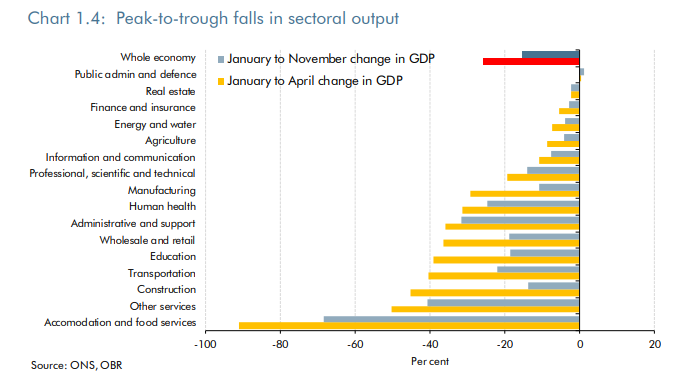 Chart 1.4: Peak-to-trough falls in sectoral output
Whole economy
Public admin and defence
Real estate
Finance and insurance
Energy and water
Agriculture
Information and communication
Professional, scientific and technical
Manufacturing
Human health
Administrative and support
Wholesale and retail
Education
Transportation
Construction
Other services
Accomodation and food services
January to November change in GDP
January to April change in GDP
-100 -80 -60 -40 -20 0 20
Per cent
Source: ONS, OBR